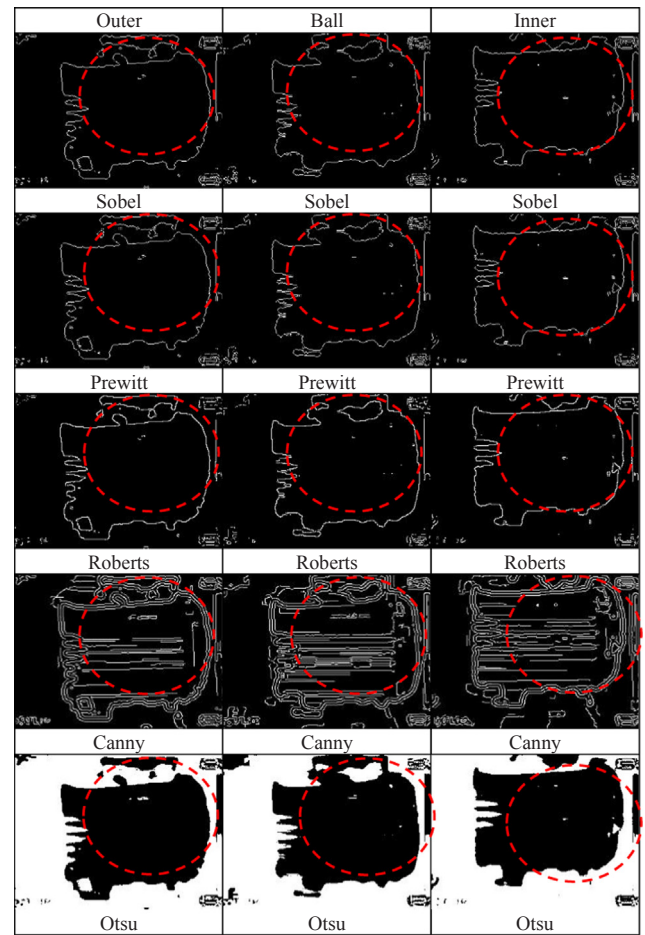 Outer Ball Inner
Sobel Sobel Sobel
Prewitt Prewitt Prewitt
Roberts Roberts Roberts
Canny Canny Canny
Otsu Otsu Otsu